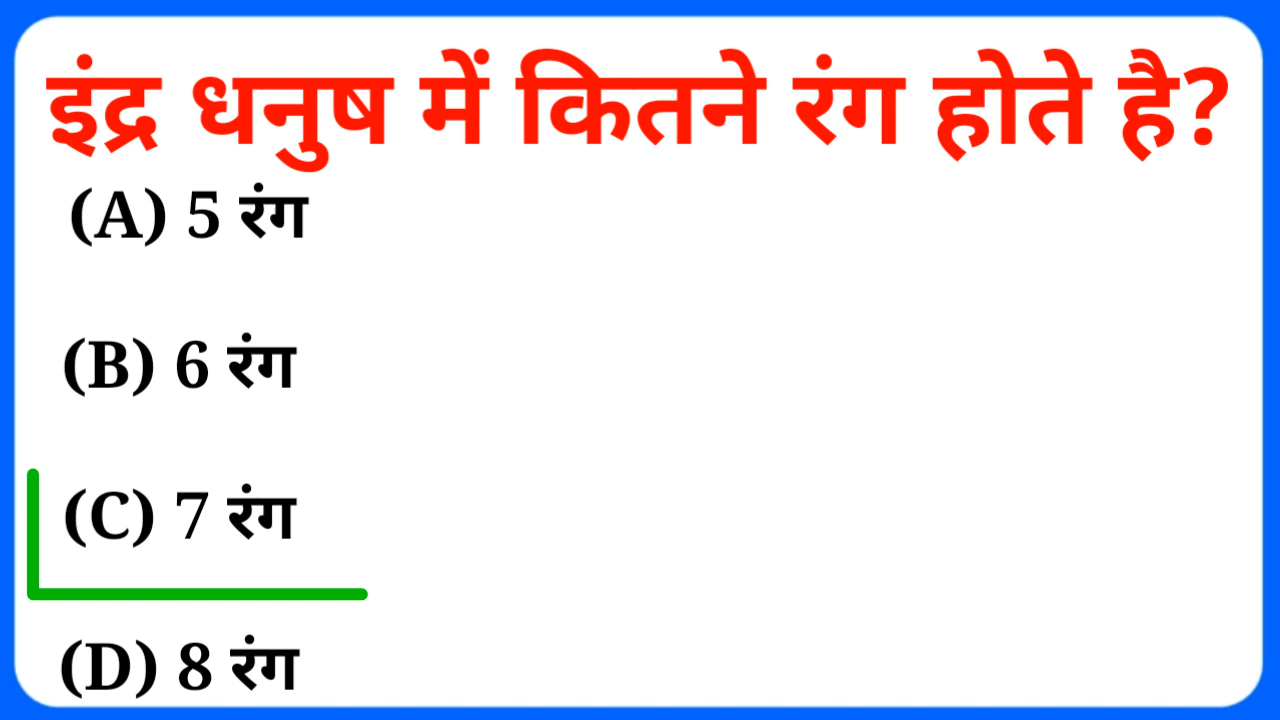 इंद्र धनुष में कितने रंग होते है?
(A) 5 रंग
(B) 6 रंग
(C) 7 रंग
(D) 8 रंग